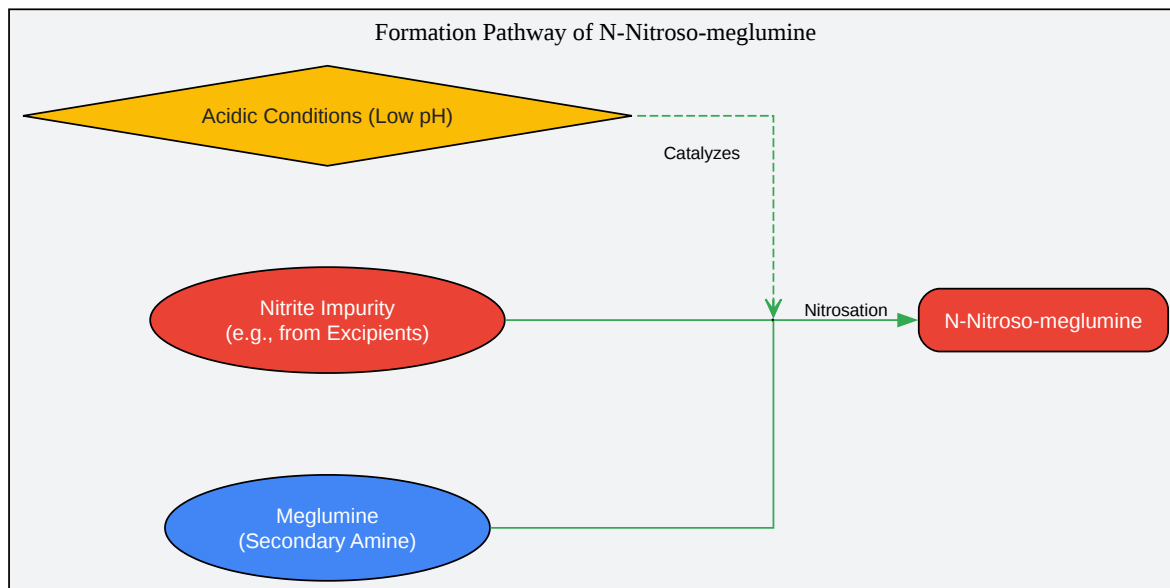 Formation Pathway of N-Nitroso-meglumine
Acidic Conditions (Low pH)
Catalyzes
Nitrite Impurity
(e.g., from Excipients)
Nitrosation
N-Nitroso-meglumine
Meglumine
(Secondary Amine)